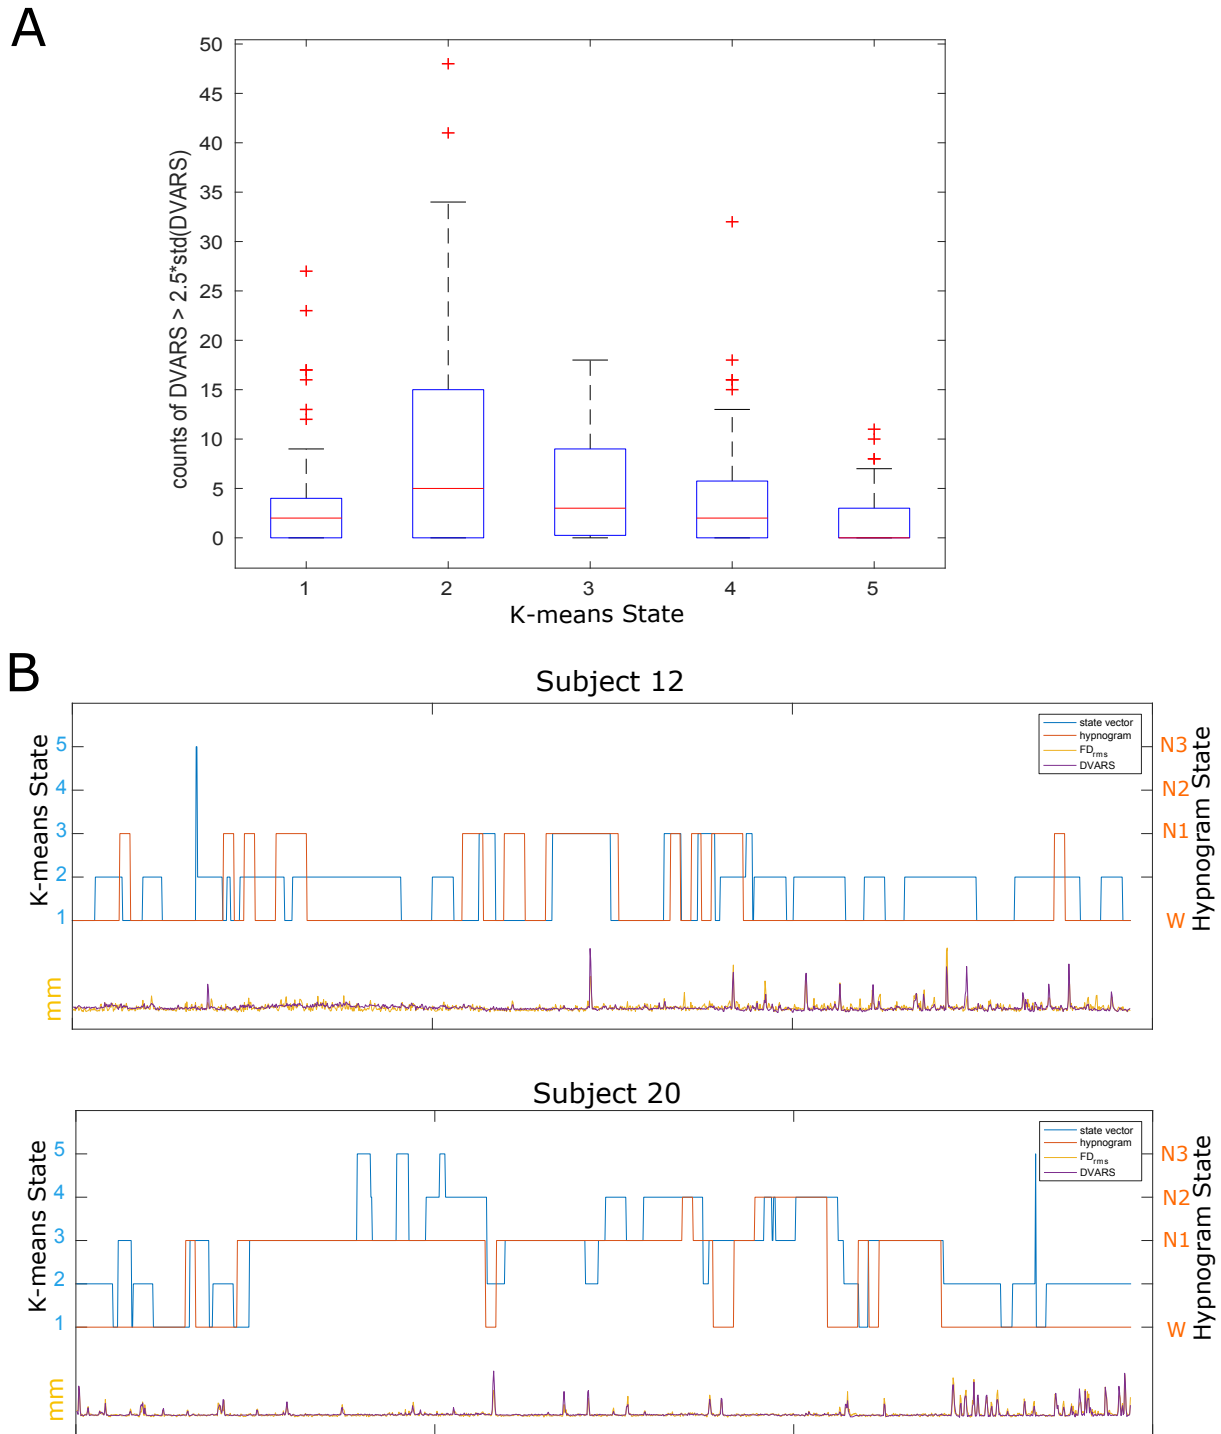 A
counts of DVARS > 2.5*std(DVARS)
50
45
40
35
30
25
20
15
10
5
0
1 2 3 4 5
K-means State
B
Subject 12
K-means State
5
4
3
2
1
mm
state vector
hypnogram
FDrms
DVARS
N3
N2
N1
W
Hypnogram State
Subject 20
K-means State
5
4
3
2
1
mm
state vector
hypnogram
FDrms
DVARS
N3
N2
N1
W
Hypnogram State